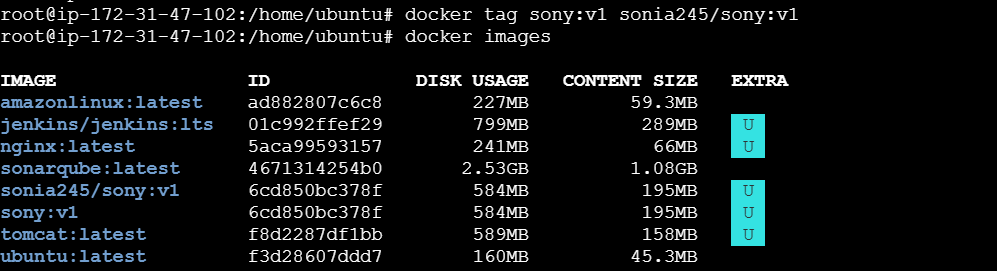 root@ip-172-31-47-102:/home/ubuntu# docker tag sony:v1 sonia245/sony:v1
root@ip-172-31-47-102:/home/ubuntu# docker images
IMAGE ID DISK USAGE CONTENT SIZE EXTRA
amazonlinux:latest ad882807c6c8 227MB 59.3MB
jenkins/jenkins:lts 01c992ffef29 799MB 289MB U
nginx:latest 5aca99593157 241MB 66MB U
sonarqube:latest 4671314254b0 2.53GB 1.08GB
sonia245/sony:v1 6cd850bc378f 584MB 195MB U
sony:v1 6cd850bc378f 584MB 195MB U
tomcat:latest f8d2287df1bb 589MB 158MB U
ubuntu:latest f3d28607ddd7 160MB 45.3MB